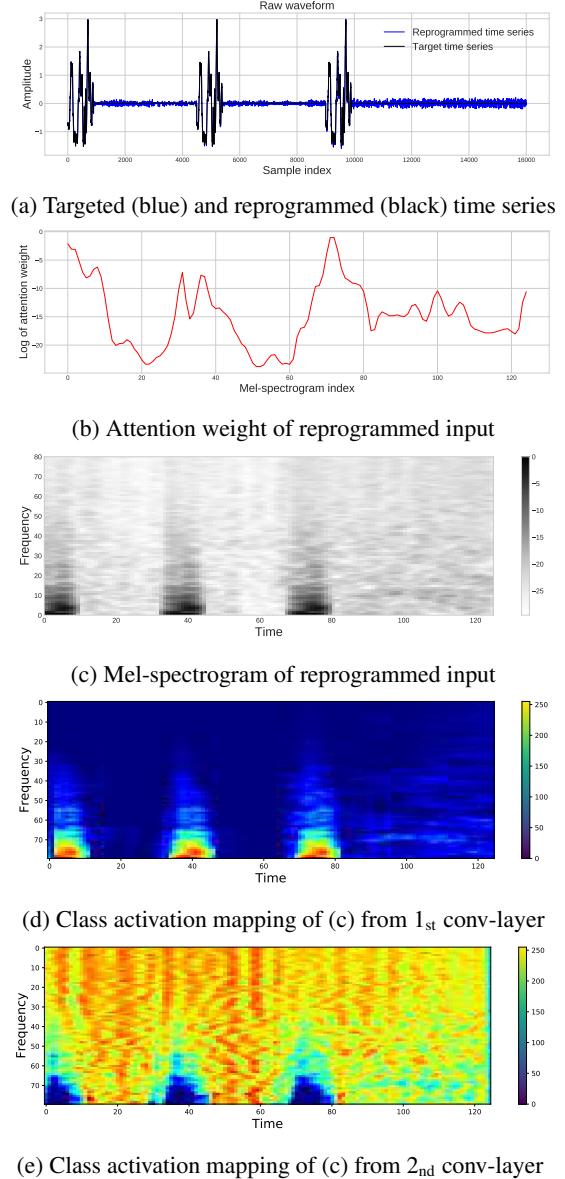 Raw waveform
Reprogrammed time series
Target time series
3
2
1
0
−1
Amplitude
0 2000 4000 6000 8000 10000 12000 14000 16000
Sample index
(a) Targeted (blue) and reprogrammed (black) time series
0
−5
−10
−15
−20
Log of attention weight
0 20 40 60 80 100 120
Mel-spectrogram index
(b) Attention weight of reprogrammed input
80
70
60
50
40
30
20
10
0
Frequency
0 20 40 60 80 100 120
Time
0
−5
−10
−15
−20
−25
(c) Mel-spectrogram of reprogrammed input
0
10
20
30
40
50
60
70
Frequency
0 20 40 60 80 100 120
Time
250
200
150
100
50
0
(d) Class activation mapping of (c) from 1st conv-layer
0
10
20
30
40
50
60
70
Frequency
0 20 40 60 80 100 120
Time
250
200
150
100
50
0
(e) Class activation mapping of (c) from 2nd conv-layer